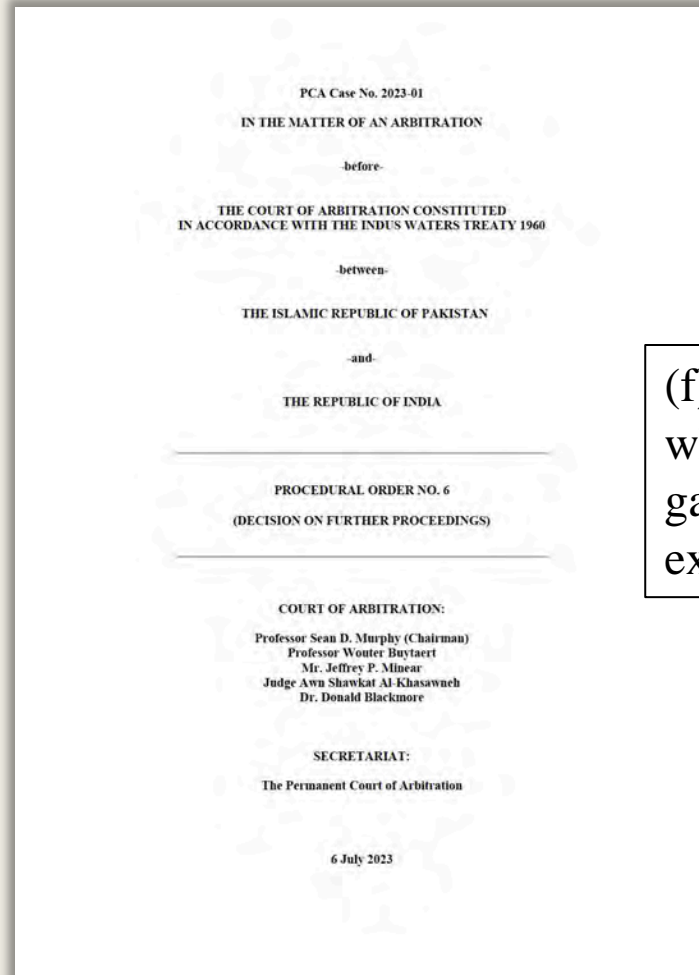 PCA Case No. 2023-01
IN THE MATTER OF AN ARBITRATION
-before-
THE COURT OF ARBITRATION CONSTITUTED
IN ACCORDANCE WITH THE INDUS WATERS TREATY 1960
-between-
THE ISLAMIC REPUBLIC OF PAKISTAN
-and-
THE REPUBLIC OF INDIA
PROCEDURAL ORDER NO. 6
(DECISION ON FURTHER PROCEEDINGS)
COURT OF ARBITRATION:
Professor Sean D. Murphy (Chairman)
Professor Wouter Buytaert
Mr. Jeffrey P. Minear
Judge Awn Shawkat Al-Khasawneh
Dr. Donald Blackmore
SECRETARIAT:
The Permanent Court of Arbitration
6 July 2023
(f